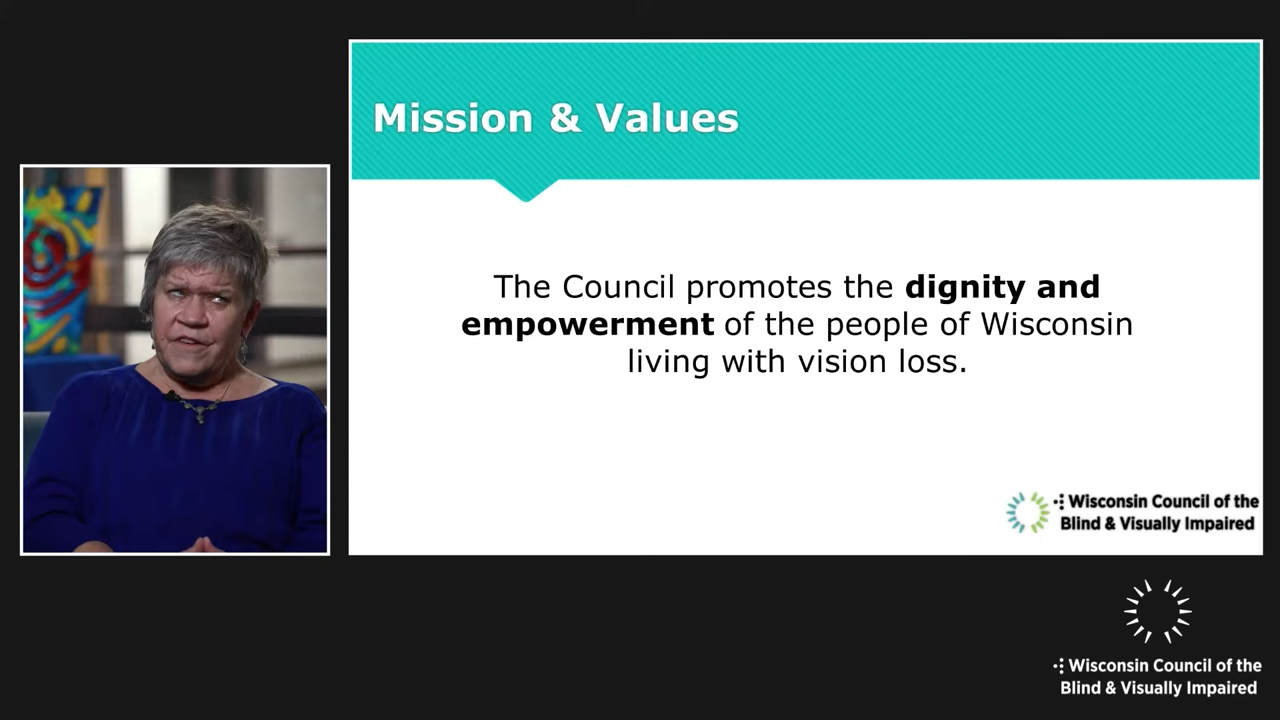 Mission & Values
The Council promotes the dignity and
empowerment of the people of Wisconsin
living with vision loss.
Wisconsin Council of the
Blind & Visually Impaired
Wisconsin Council of the
Blind & Visually Impaired